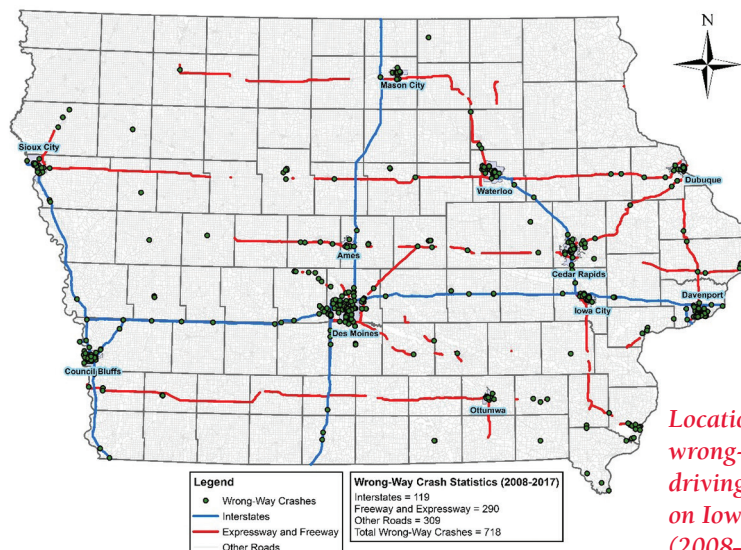 N
Mason City
Sioux City
Dubuque
Waterloo
Ames
Cedar Rapids
Davenport
Iowa City
Des Moines
Council Bluffs
Ottumwa
Legend
Wrong-Way Crashes
Interstates
Expressway and Freeway
Other Roads
Wrong-Way Crash Statistics (2008-2017)
Interstates = 119
Freeway and Expressway = 290
Other Roads = 309
Total Wrong-Way Crashes = 718
Locatio
wrong-
driving
on Iow
(2008–